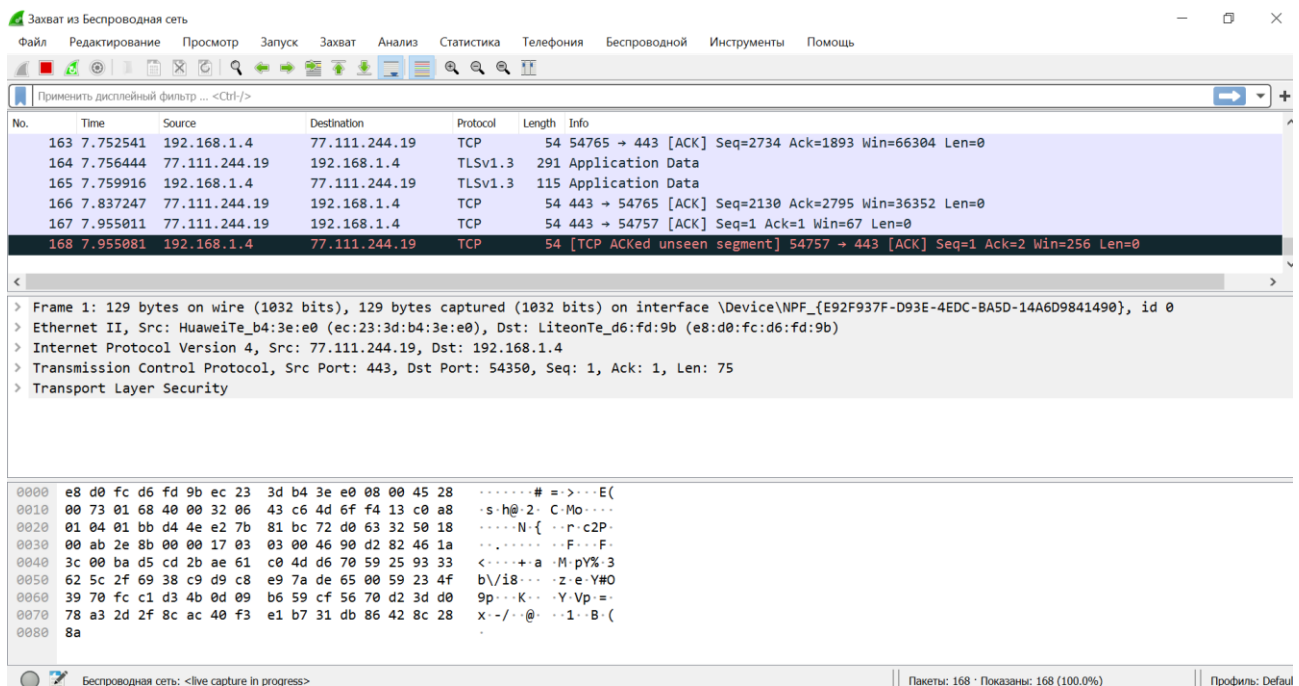 Захват из Беспроводная сеть
Файл Редактирование Просмотр Запуск Захват Анализ Статистика Телефония Беспроводной Инструменты Помощь
Применить дисплейный фильтр ... <Ctrl-/>
No. Time Source Destination Protocol Length Info
163 7.752541 192.168.1.4 77.111.244.19 TCP 54 54765 → 443 [ACK] Seq=2734 Ack=1893 Win=66304 Len=0
164 7.756444 77.111.244.19 192.168.1.4 TLSv1.3 291 Application Data
165 7.759916 192.168.1.4 77.111.244.19 TLSv1.3 115 Application Data
166 7.837247 77.111.244.19 192.168.1.4 TCP 54 443 → 54765 [ACK] Seq=2130 Ack=2795 Win=36352 Len=0
167 7.955011 77.111.244.19 192.168.1.4 TCP 54 443 → 54757 [ACK] Seq=1 Ack=1 Win=67 Len=0
168 7.955081 192.168.1.4 77.111.244.19 TCP 54 [TCP ACKed unseen segment] 54757 → 443 [ACK] Seq=1 Ack=2 Win=256 Len=0
> Frame 1: 129 bytes on wire (1032 bits), 129 bytes captured (1032 bits) on interface \Device\NPF_{E92F937F-D93E-4EDC-BA5D-14A6D9841490}, id 0
> Ethernet II, Src: HuaweiTe_b4:3e:e0 (ec:23:3d:b4:3e:e0), Dst: LiteonTe_d6:fd:9b (e8:d0:fc:d6:fd:9b)
> Internet Protocol Version 4, Src: 77.111.244.19, Dst: 192.168.1.4
> Transmission Control Protocol, Src Port: 443, Dst Port: 54350, Seq: 1, Ack: 1, Len: 75
> Transport Layer Security
0000 e8 d0 fc d6 fd 9b ec 23 3d b4 3e e0 08 00 45 28 ·······# =·>···E(
0010 00 73 01 68 40 00 32 06 43 c6 4d 6f ff f4 13 c0 a8 ·s·h@·2· C·Mo····
0020 01 04 01 bb d4 4e e2 7b 81 bc 72 d0 63 32 50 18 ·····N·{ ··r·c2P·
0030 00 ab 2e 8b 00 00 17 03 03 00 46 90 d2 82 46 1a ··.····· ··F···F·
0040 3c 00 ba d5 cd 2b ae 61 c0 4d d6 70 59 25 93 33 <····+·a ·M·pY%·3
0050 62 5c 2f 69 38 c9 d9 c8 e9 7a de 65 00 59 23 4f b\/i8··· ·z·e·Y#O
0060 39 70 fc c1 d3 4b 0d 09 b6 59 cf 56 70 d2 3d d0 9p···K·· ·Y·Vp·=·
0070 78 a3 2d 2f 8c ac 40 f3 e1 b7 31 db 86 42 8c 28 x·-/··@· ··1··B·(
0080 8a ·
Беспроводная сеть: <live capture in progress> Пакеты: 168 · Показаны: 168 (100.0%) Профиль: Defaul